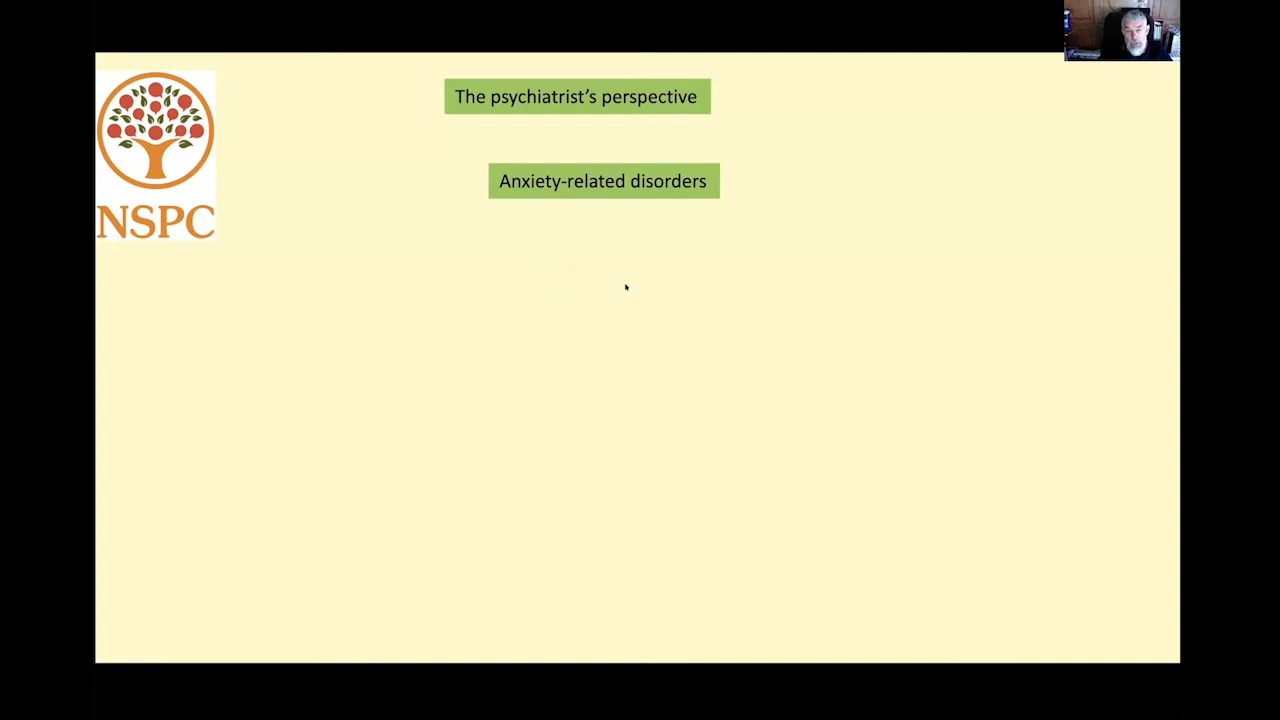 The psychiatrist’s perspective
Anxiety-related disorders
NSPC